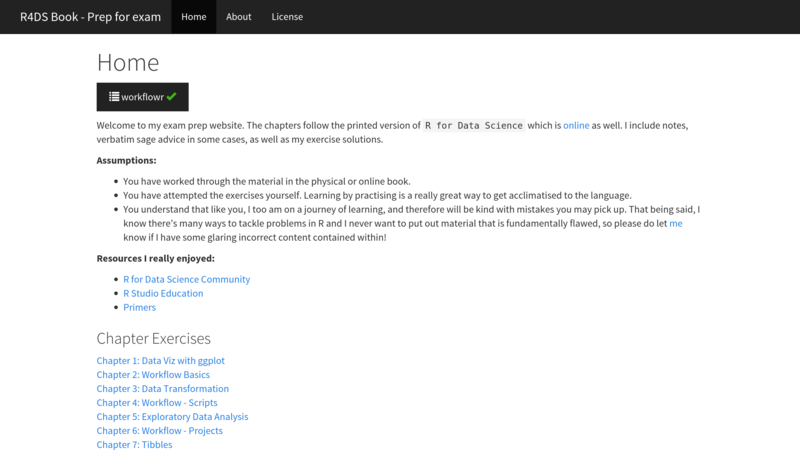 R4DS Book - Prep for exam Home About License
Home
workflowr
Welcome to my exam prep website. The chapters follow the printed version of R for Data Science which is online as well. I include notes,
verbatim sage advice in some cases, as well as my exercise solutions.
Assumptions:
You have worked through the material in the physical or online book.
You have attempted the exercises yourself. Learning by practising is a really great way to get acclimatised to the language.
You understand that like you, I too am on a journey of learning, and therefore will be kind with mistakes you may pick up. That being said, I
know there's many ways to tackle problems in R and I never want to put out material that is fundamentally flawed, so please do let me
know if I have some glaring incorrect content contained within!
Resources I really enjoyed:
R for Data Science Community
R Studio Education
Primers
Chapter Exercises
Chapter 1: Data Viz with ggplot
Chapter 2: Workflow Basics
Chapter 3: Data Transformation
Chapter 4: Workflow - Scripts
Chapter 5: Exploratory Data Analysis
Chapter 6: Workflow - Projects
Chapter 7: Tibbles